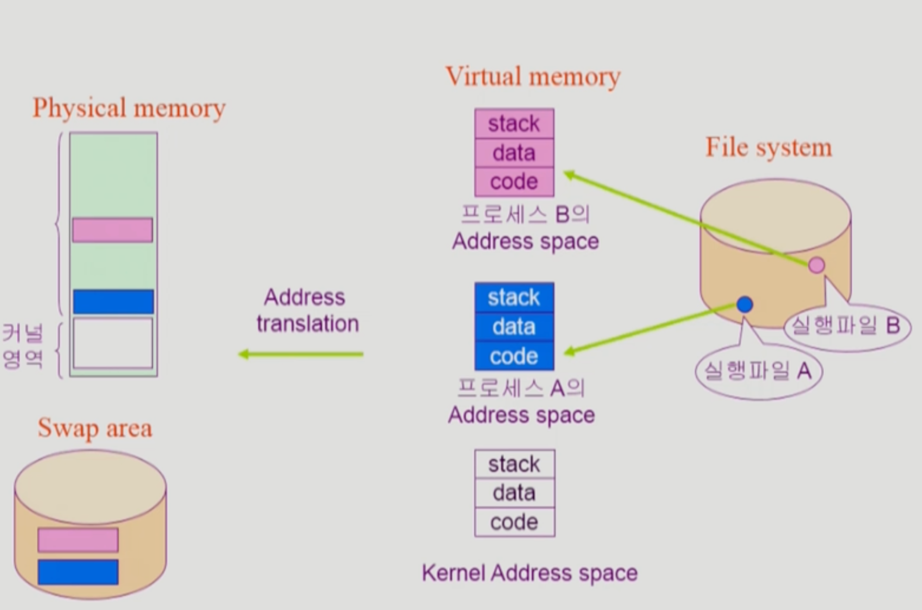 Physical memory
커널
영역
Swap area
Address
translation
Virtual memory
stack
data
code
프로세스 B의
Address space
stack
data
code
프로세스 A의
Address space
stack
data
code
Kernel Address space
File system
실행파일 B
실행파일 A